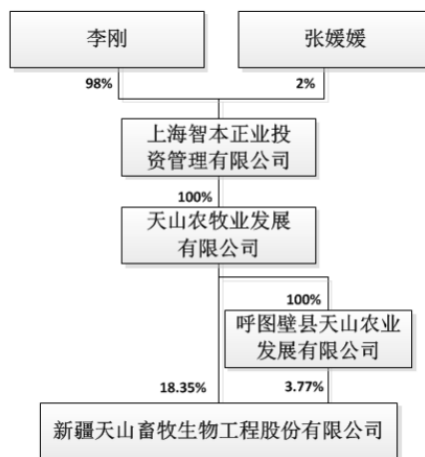 李刚
张媛媛
98%
2%
上海智本正业投
资管理有限公司
100%
天山农牧业发展
有限公司
100%
呼图壁县天山农业
发展有限公司
18.35%
3.77%
新疆天山畜牧生物工程股份有限公司